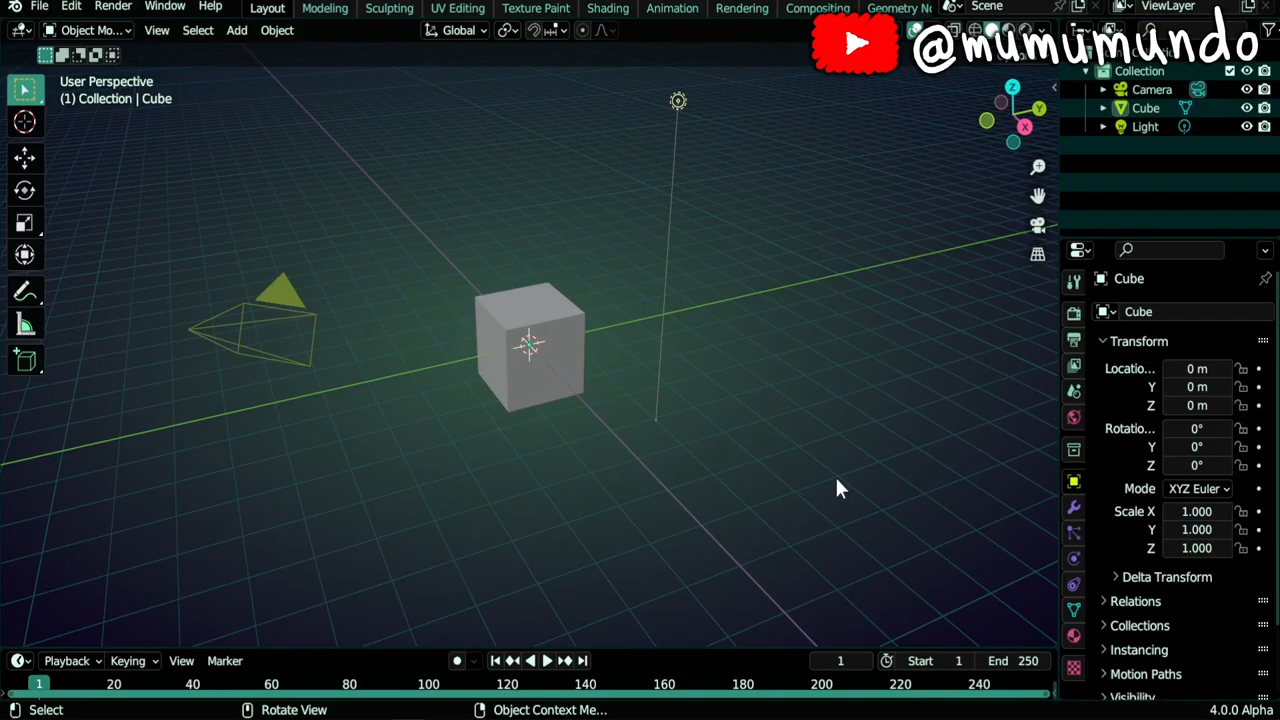 File Edit Render Window Help Layout Modeling Sculpting UV Editing Texture Paint Shading Animation Rendering Compositing Geometry No Scene ViewLayer
Object Mo... View Select Add Object Global
@mumumundo
User Perspective
(1) Collection | Cube
Z
Y
X
Collection
Camera
Cube
Light
Cube
Cube
Transform
Locatio... 0 m
Y 0 m
Z 0 m
Rotatio... 0°
Y 0°
Z 0°
Mode XYZ Euler
Scale X 1.000
Y 1.000
Z 1.000
Delta Transform
Relations
Collections
Instancing
Motion Paths
Visibility
Playback Keying View Marker 1 Start 1 End 250
1 20 40 60 80 100 120 140 160 180 200 220 240
Select Rotate View Object Context Me... 4.0.0 Alpha